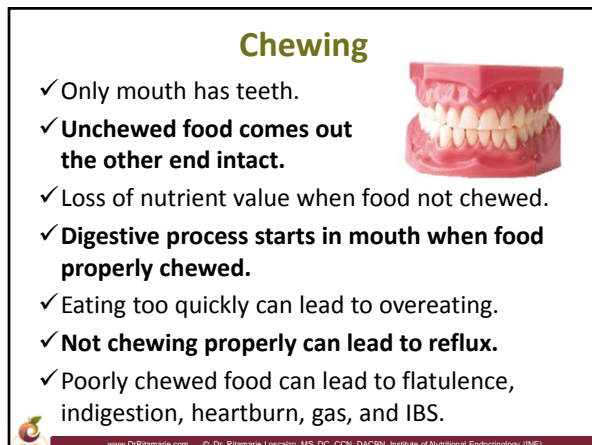 Chewing
✓Only mouth has teeth.
✓Unchewed food comes out
the other end intact.
✓Loss of nutrient value when food not chewed.
✓Digestive process starts in mouth when food
properly chewed.
✓Eating too quickly can lead to overeating.
✓Not chewing properly can lead to reflux.
✓Poorly chewed food can lead to flatulence,
indigestion, heartburn, gas, and IBS.
www.DrRitamarie.com © Dr. Ritamarie Loscalzo, MS, DC, CCN, DACBN, Institute of Nutritional Endocrinology (INE)